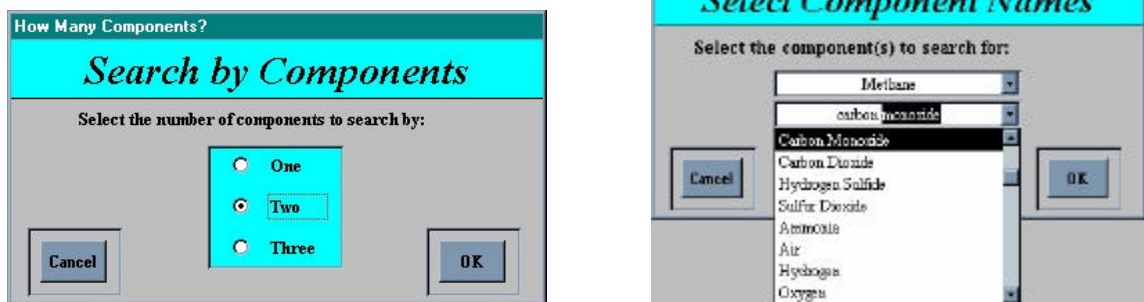 How Many Components?
Search by Components
Select the number of components to search by:
One
Two
Three
Cancel
OK
Select Component Names
Select the component(s) to search for:
Methane
carbon monoxide
Carbon Monoxide
Carbon Dioxide
Hydrogen Sulfide
Sulfur Dioxide
Ammonia
Air
Hydrogen
Oxygen
Cancel
OK